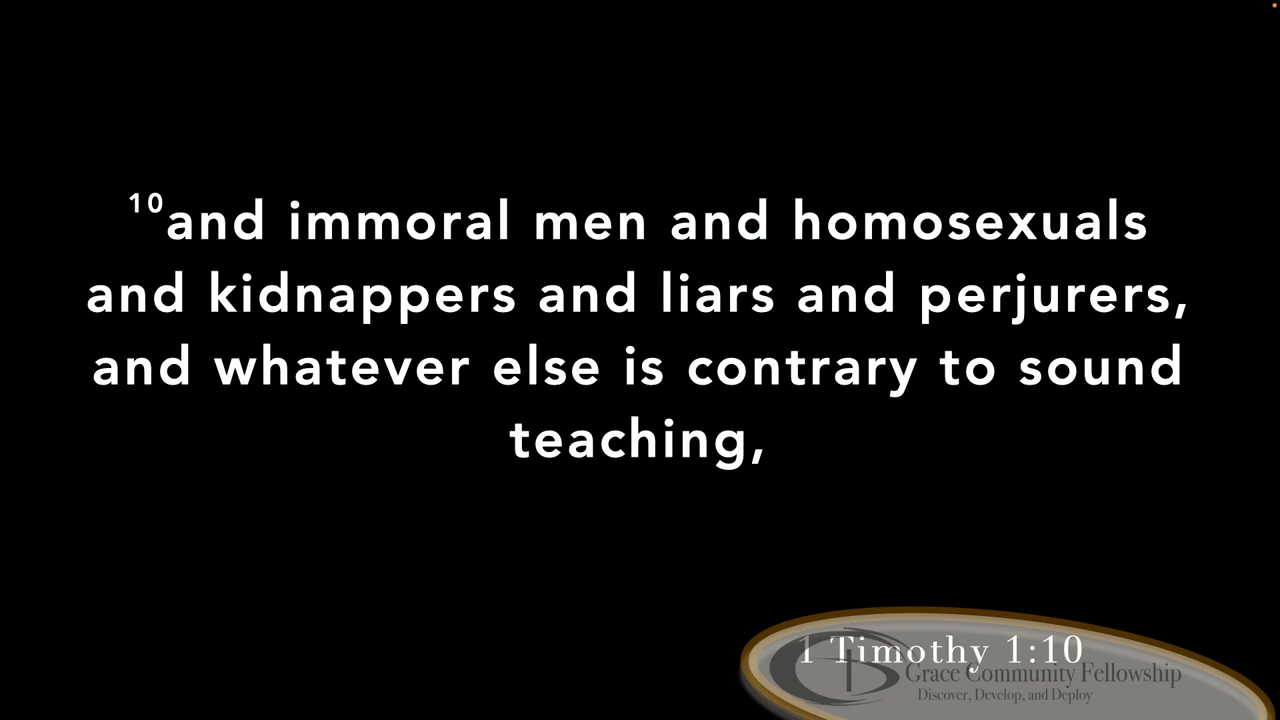 10and immoral men and homosexuals
and kidnappers and liars and perjurers,
and whatever else is contrary to sound
teaching,
1 Timothy 1:10
Grace Community Fellowship
Discover, Develop, and Deploy